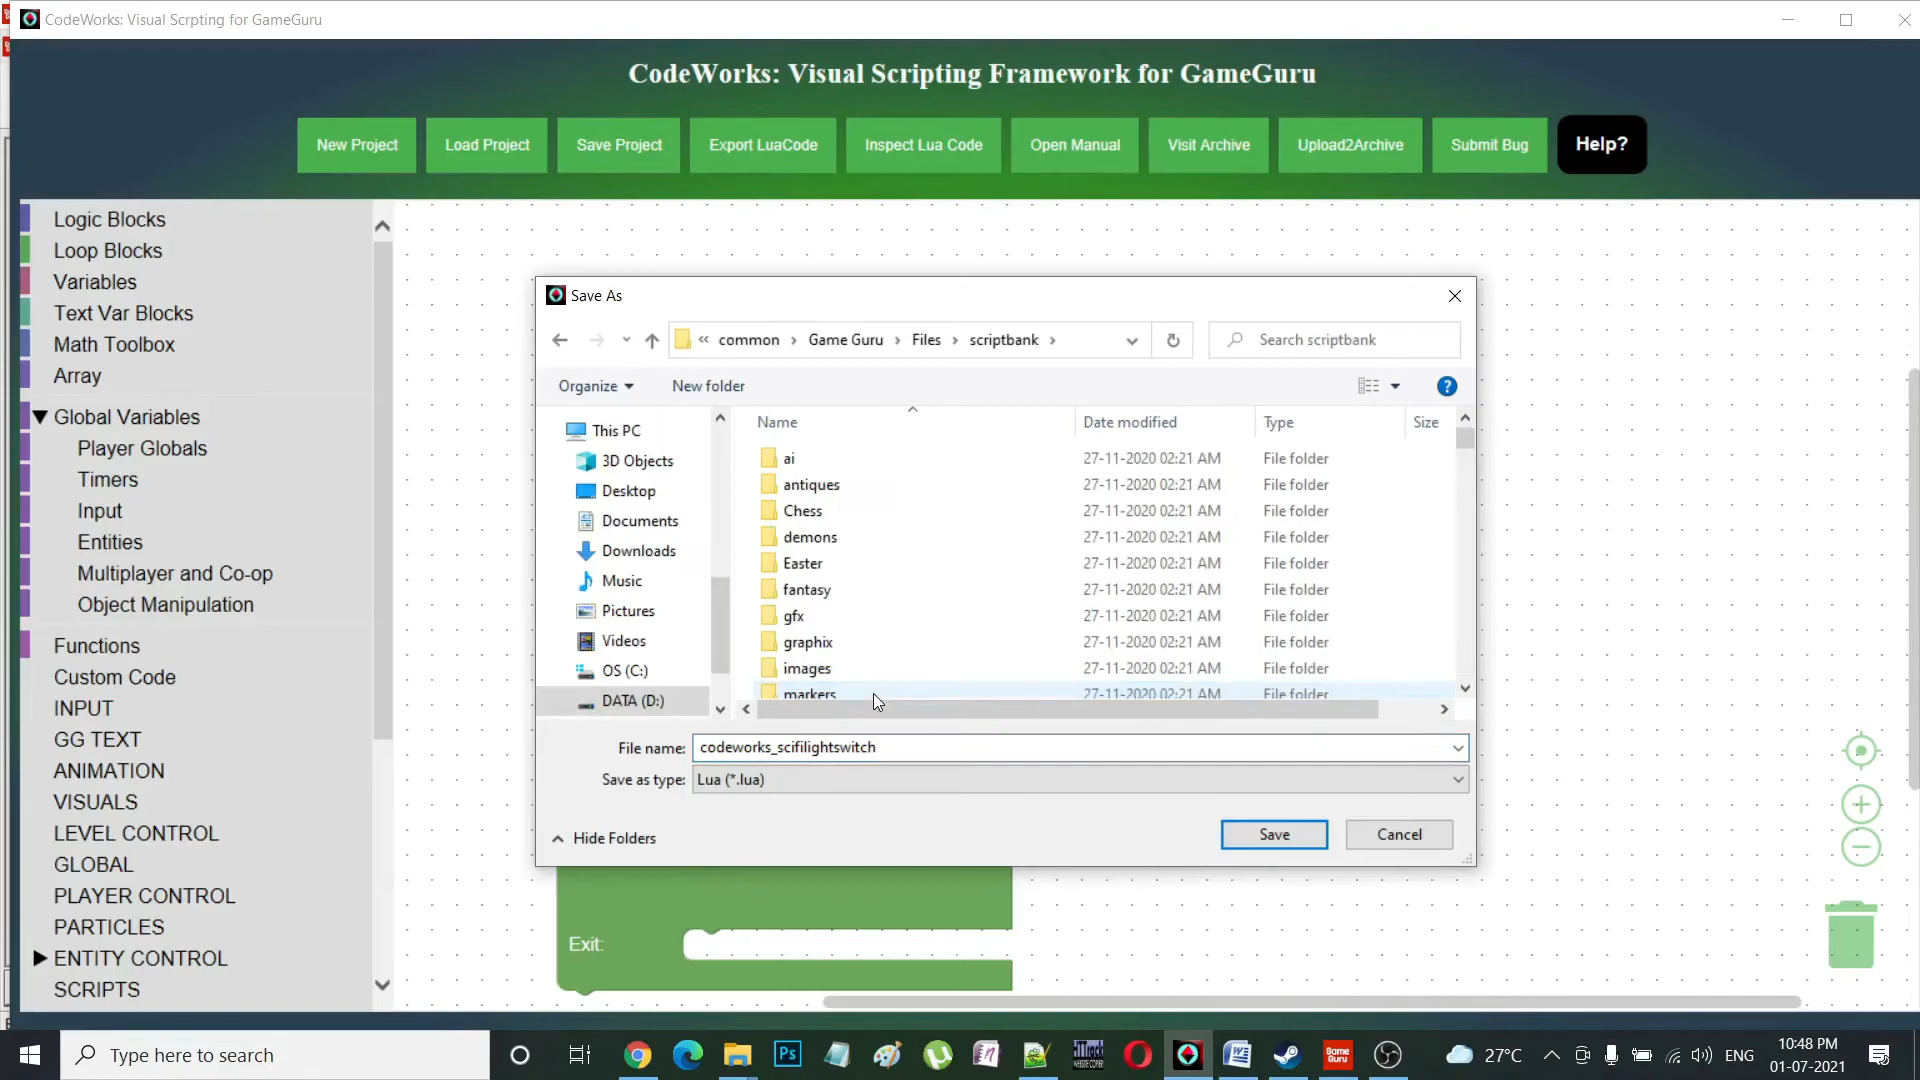 CodeWorks: Visual Scrpting for GameGuru
CodeWorks: Visual Scripting Framework for GameGuru
New Project
Load Project
Save Project
Export LuaCode
Inspect Lua Code
Open Manual
Visit Archive
Upload2Archive
Submit Bug
Help?
Logic Blocks
Loop Blocks
Variables
Text Var Blocks
Math Toolbox
Array
Global Variables
Player Globals
Timers
Input
Entities
Multiplayer and Co-op
Object Manipulation
Functions
Custom Code
INPUT
GG TEXT
ANIMATION
VISUALS
LEVEL CONTROL
GLOBAL
PLAYER CONTROL
PARTICLES
ENTITY CONTROL
SCRIPTS
Save As
« common › Game Guru › Files › scriptbank ›
Search scriptbank
Organize
New folder
This PC
3D Objects
Desktop
Documents
Downloads
Music
Pictures
Videos
OS (C:)
DATA (D:)
Name Date modified Type Size
ai 27-11-2020 02:21 AM File folder
antiques 27-11-2020 02:21 AM File folder
Chess 27-11-2020 02:21 AM File folder
demons 27-11-2020 02:21 AM File folder
Easter 27-11-2020 02:21 AM File folder
fantasy 27-11-2020 02:21 AM File folder
gfx 27-11-2020 02:21 AM File folder
graphix 27-11-2020 02:21 AM File folder
images 27-11-2020 02:21 AM File folder
markers 27-11-2020 02:21 AM File folder
File name: codeworks_scifilightswitch
Save as type: Lua (*.lua)
Hide Folders
Save
Cancel
Exit:
Type here to search
Ps
Game Guru
27°C
ENG
10:48 PM
01-07-2021